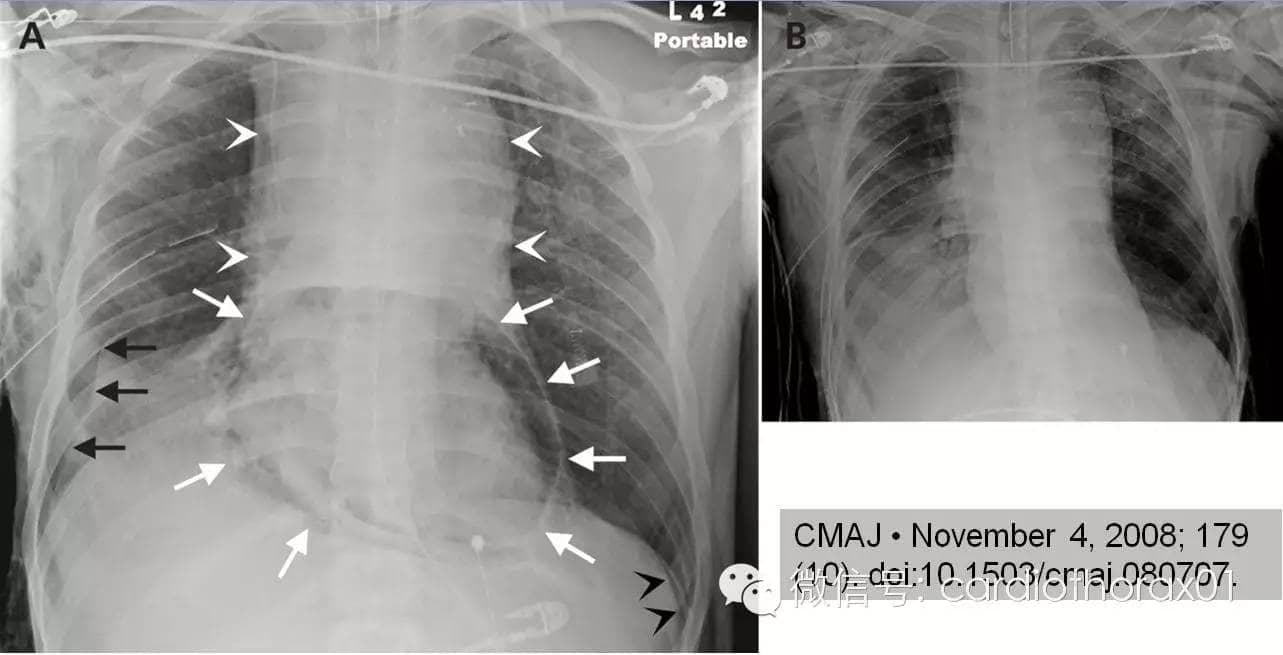 A
L 4 2
Portable
B
CMAJ • November 4, 2008; 179
(10). doi:10.1503/cmaj.080707.
微信号: cardiothorax01